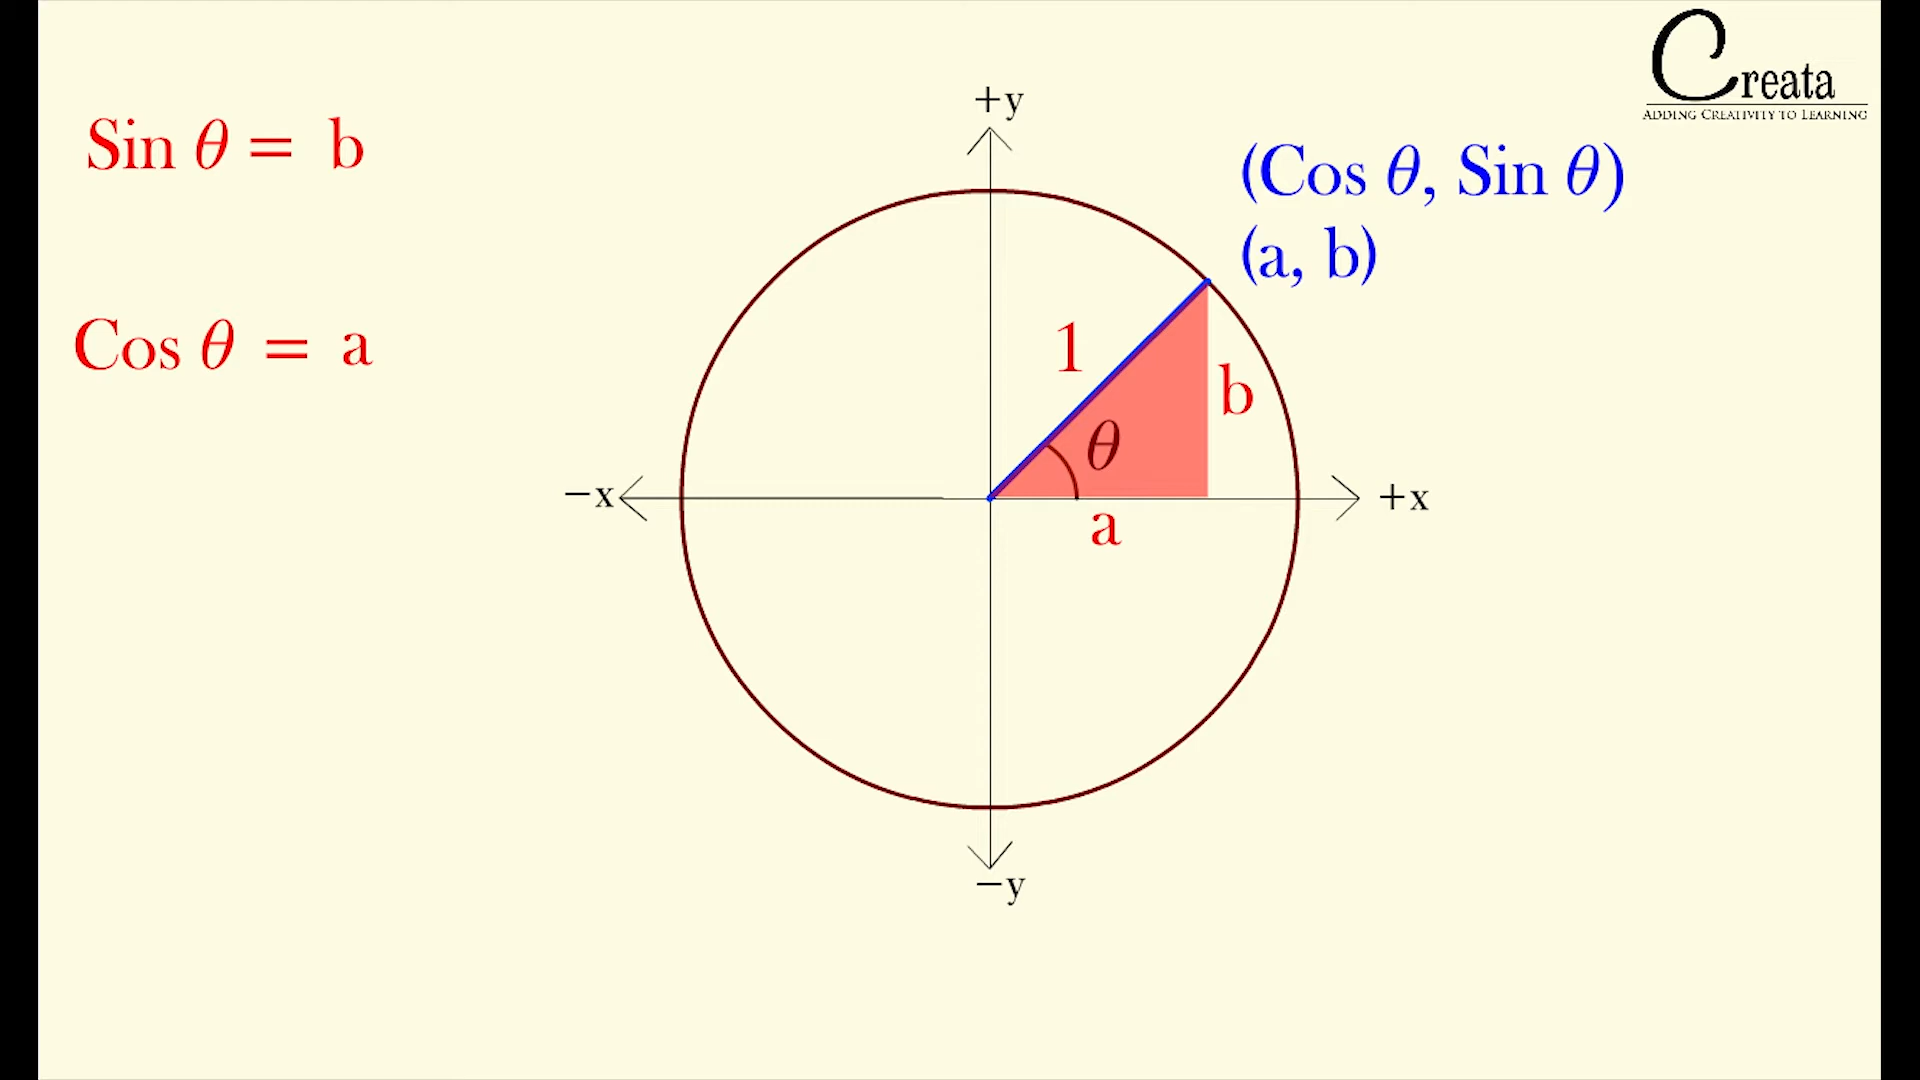 Creata
ADDING CREATIVITY TO LEARNING
+y
Sin θ = b
(Cos θ, Sin θ)
(a, b)
Cos θ = a
1
b
θ
−x
+x
a
−y